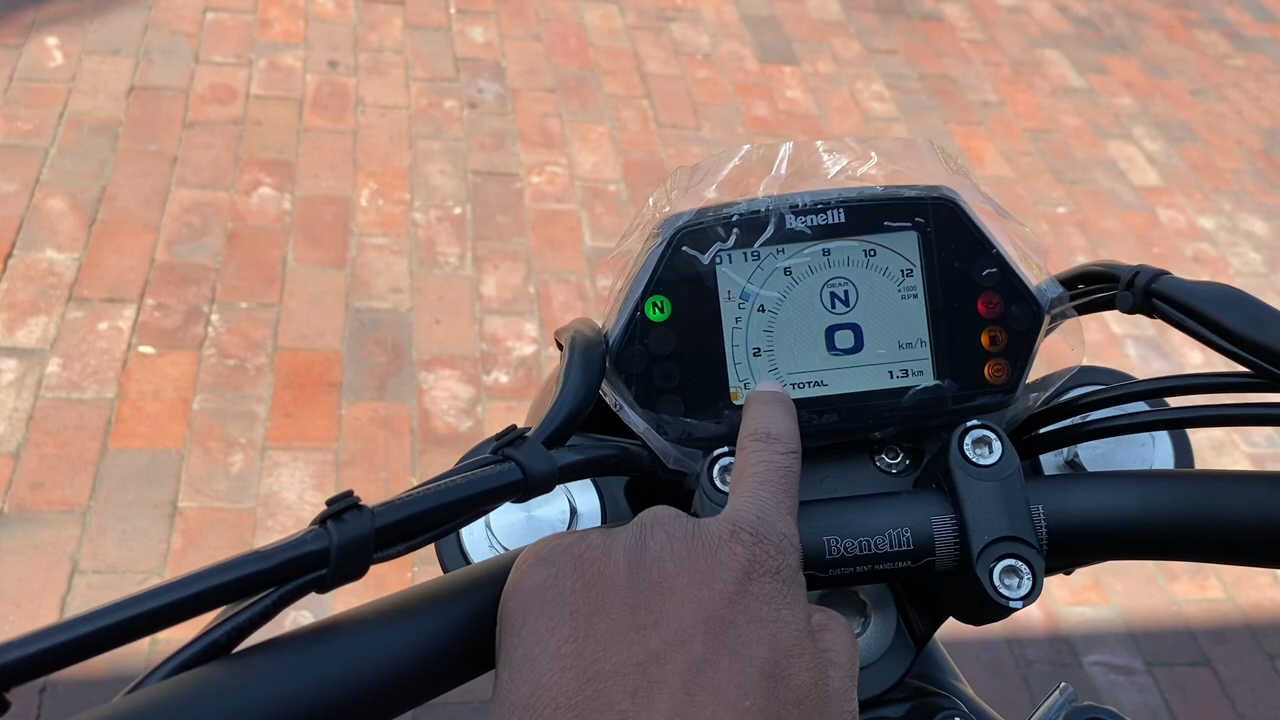 Benelli
01 19
H
C
F
E
2
4
6
8
10
12
x1000
RPM
GEAR
N
N
0
km/h
TOTAL
1.3 km
Benelli
CUSTOM BENT HANDLEBAR